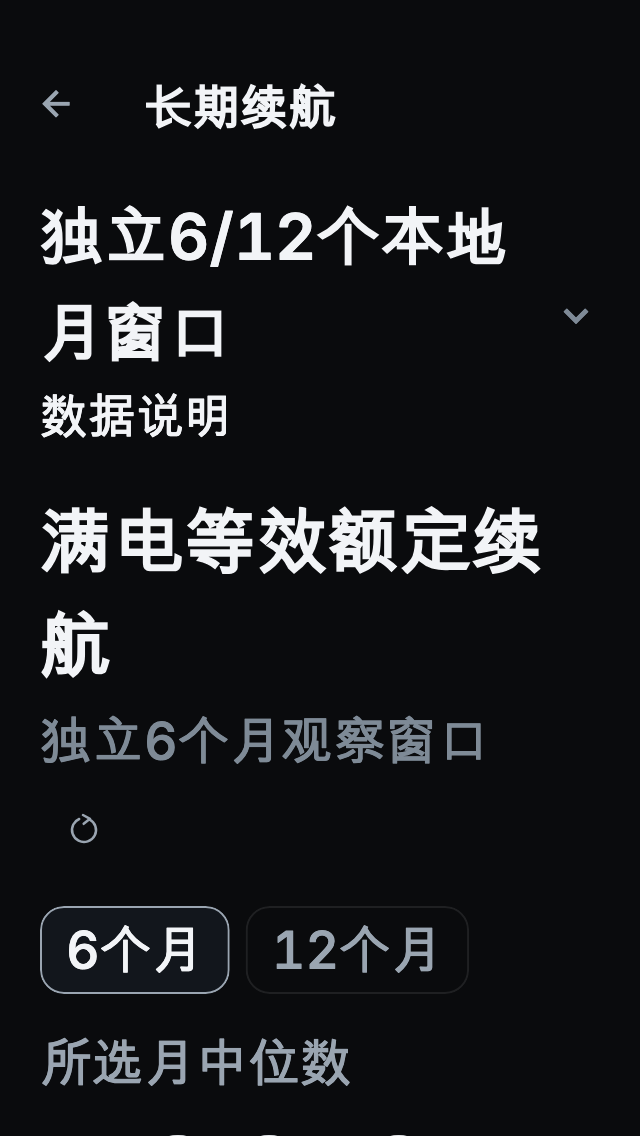 长期续航
独立6/12个本地
月窗口
数据说明
满电等效额定续
航
独立6个月观察窗口
6个月
12个月
所选月中位数